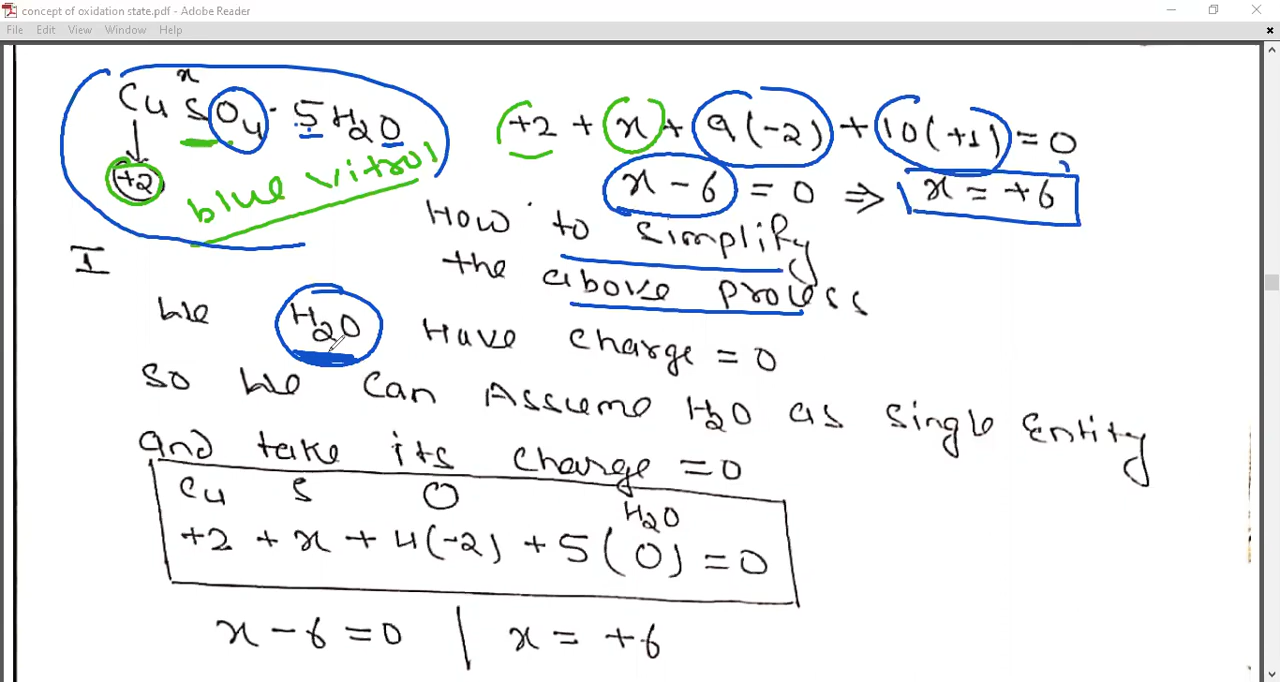 concept of oxidation state.pdf - Adobe Reader
File Edit View Window Help
x
CuSO4 · 5H2O
+2 + x + 9(-2) + 10(+1) = 0
+2
blue vitrol
x - 6 = 0 ⇒ x = +6
How to simplify
the above process
I
We H2O Have charge = 0
So We Can Assume H2O as single Entity
and take its charge = 0
Cu S O H2O
+2 + x + 4(-2) + 5(0) = 0
x - 6 = 0 | x = +6